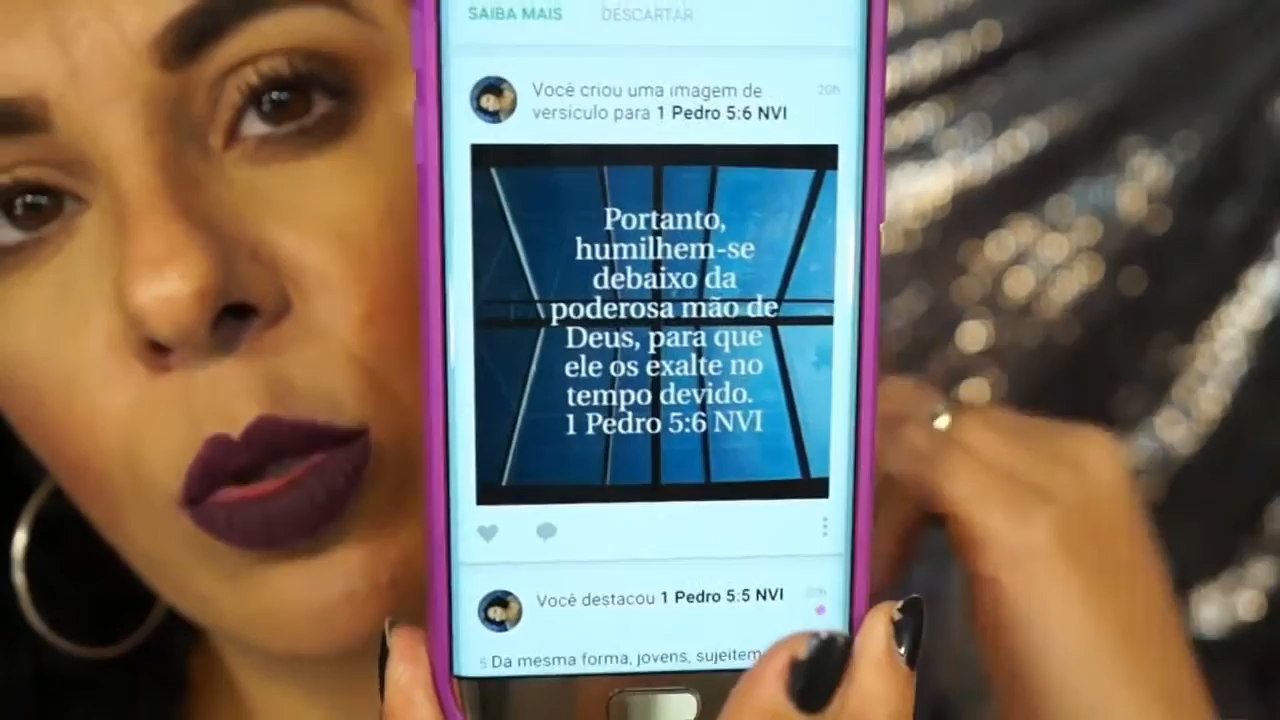 SAIBA MAIS DESCARTAR
Você criou uma imagem de 20h
versículo para 1 Pedro 5:6 NVI
Portanto,
humilhem-se
debaixo da
poderosa mão de
Deus, para que
ele os exalte no
tempo devido.
1 Pedro 5:6 NVI
Você destacou 1 Pedro 5:5 NVI
5 Da mesma forma, jovens, sujeitem